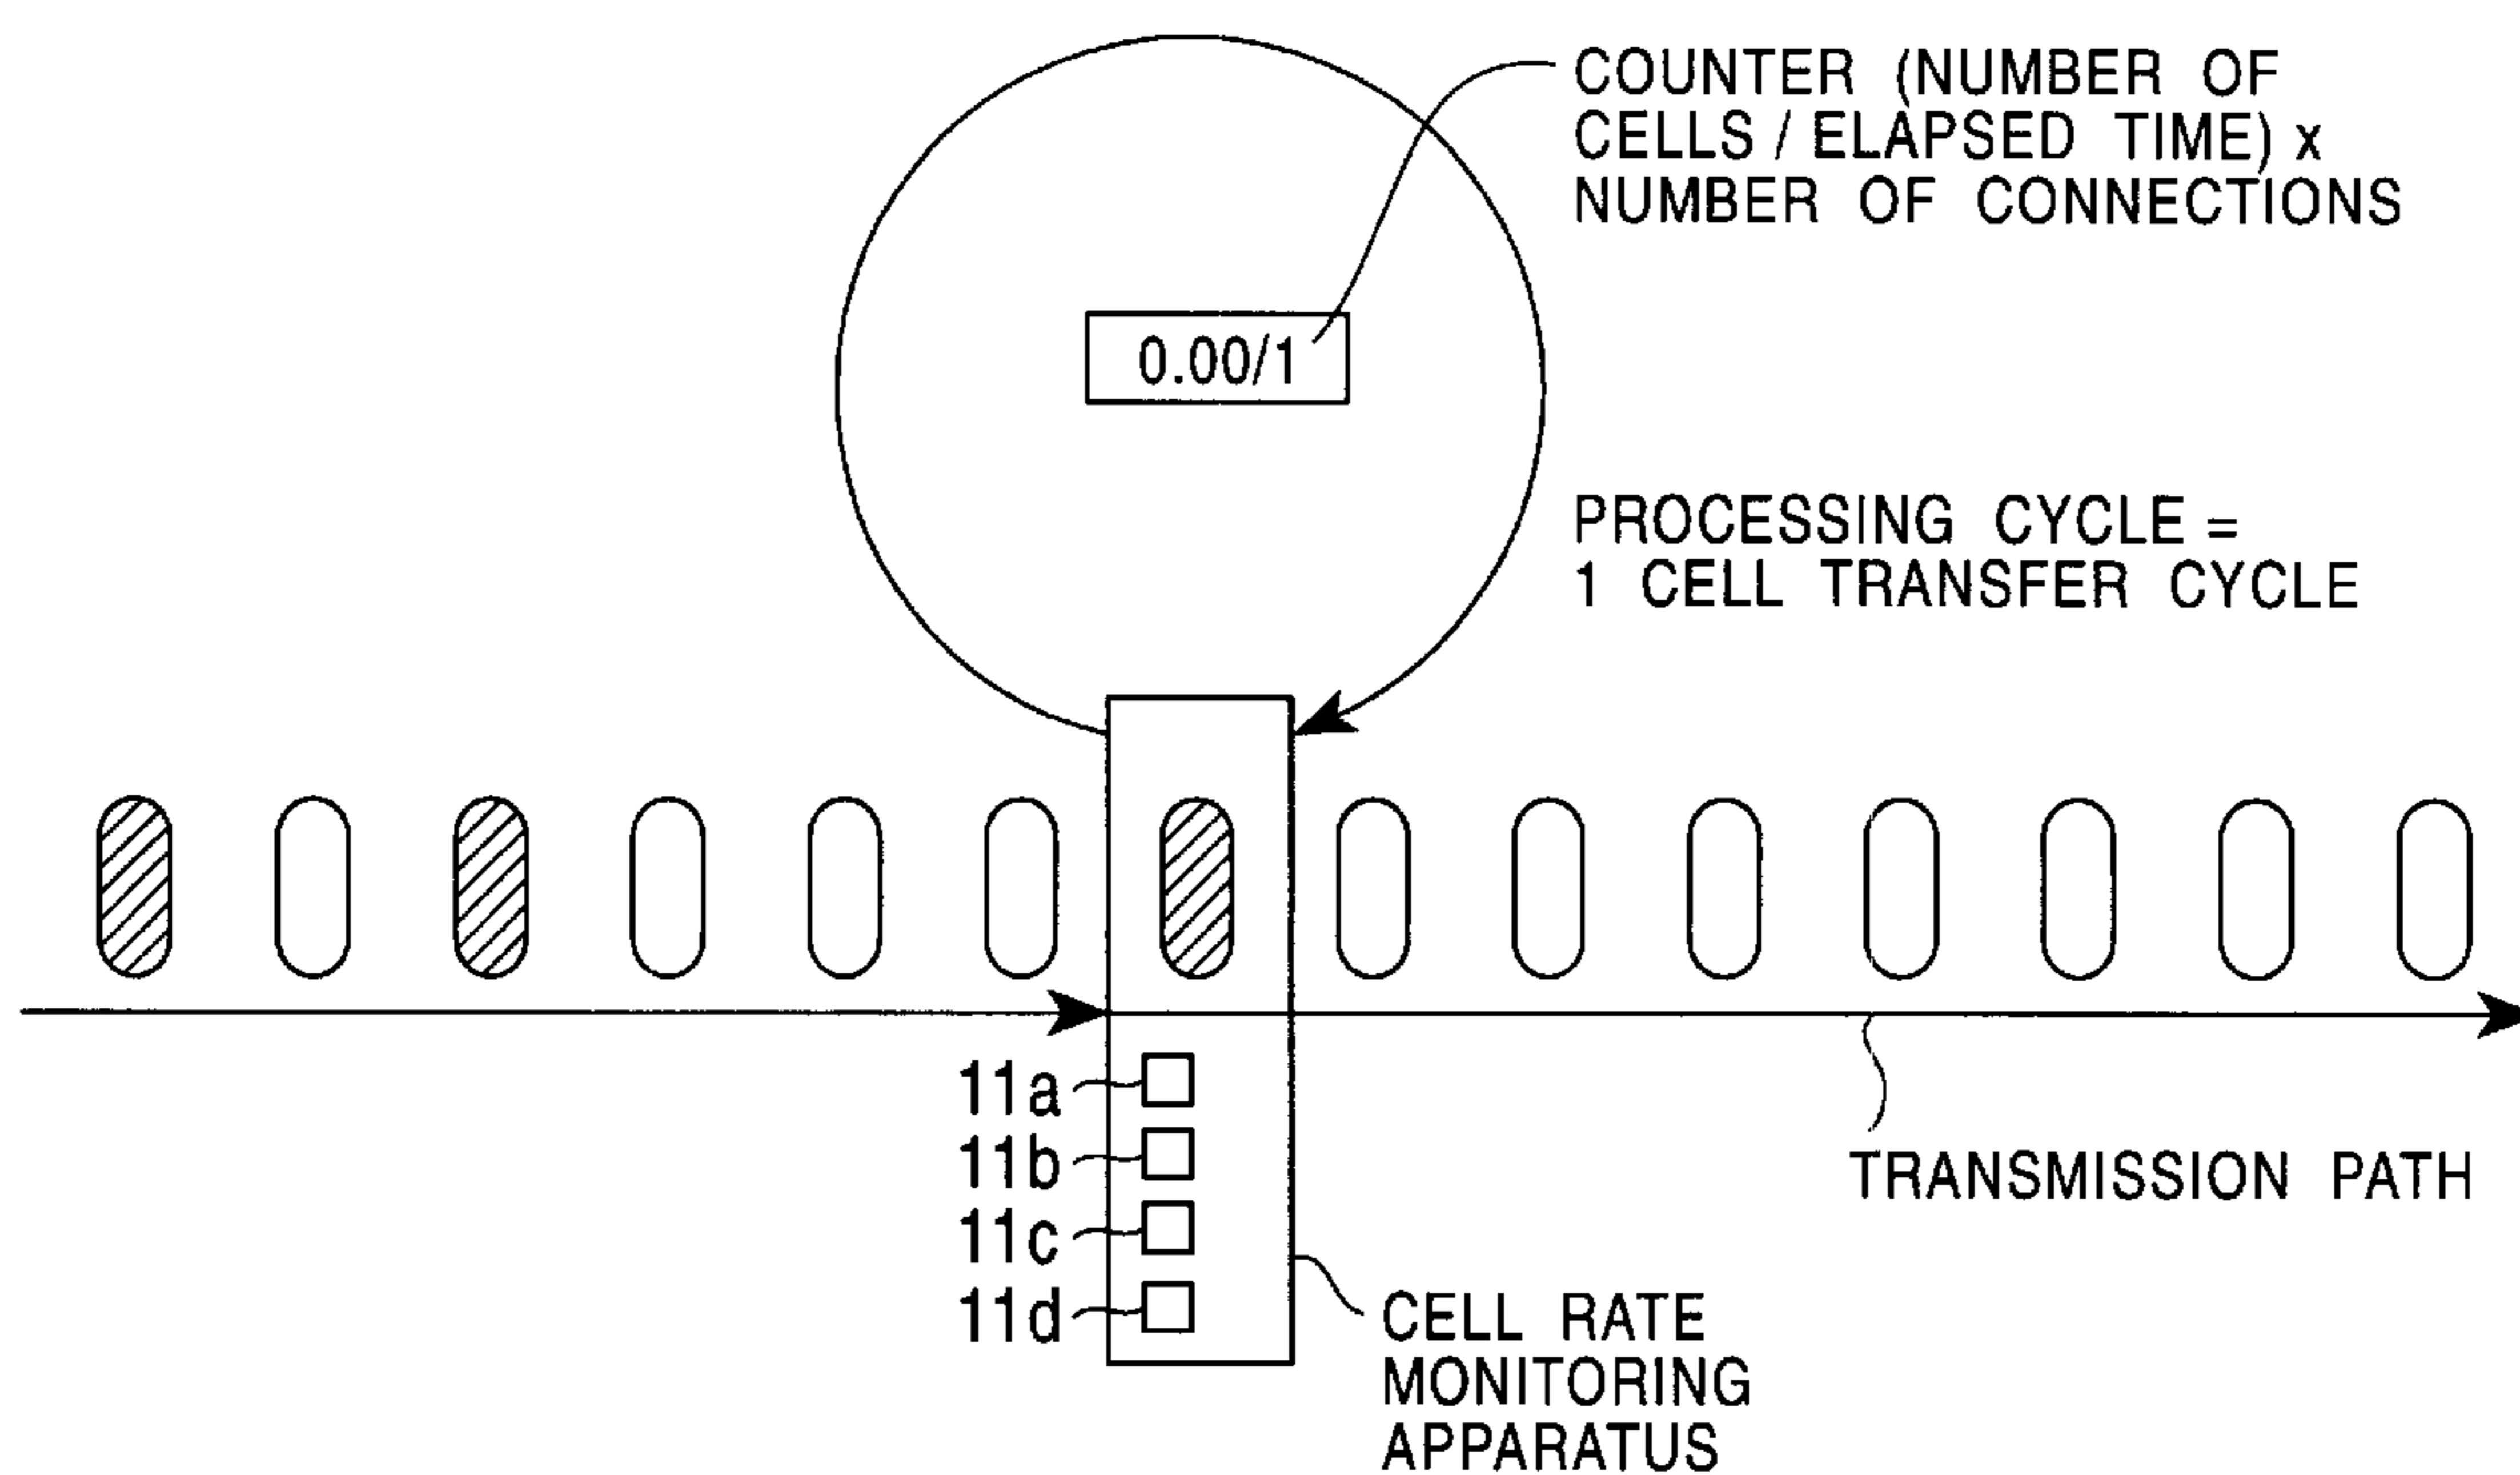 COUNTER (NUMBER OF
CELLS / ELAPSED TIME) x
NUMBER OF CONNECTIONS
0.00/1
PROCESSING CYCLE =
1 CELL TRANSFER CYCLE
11a
11b
11c
11d
TRANSMISSION PATH
CELL RATE
MONITORING
APPARATUS